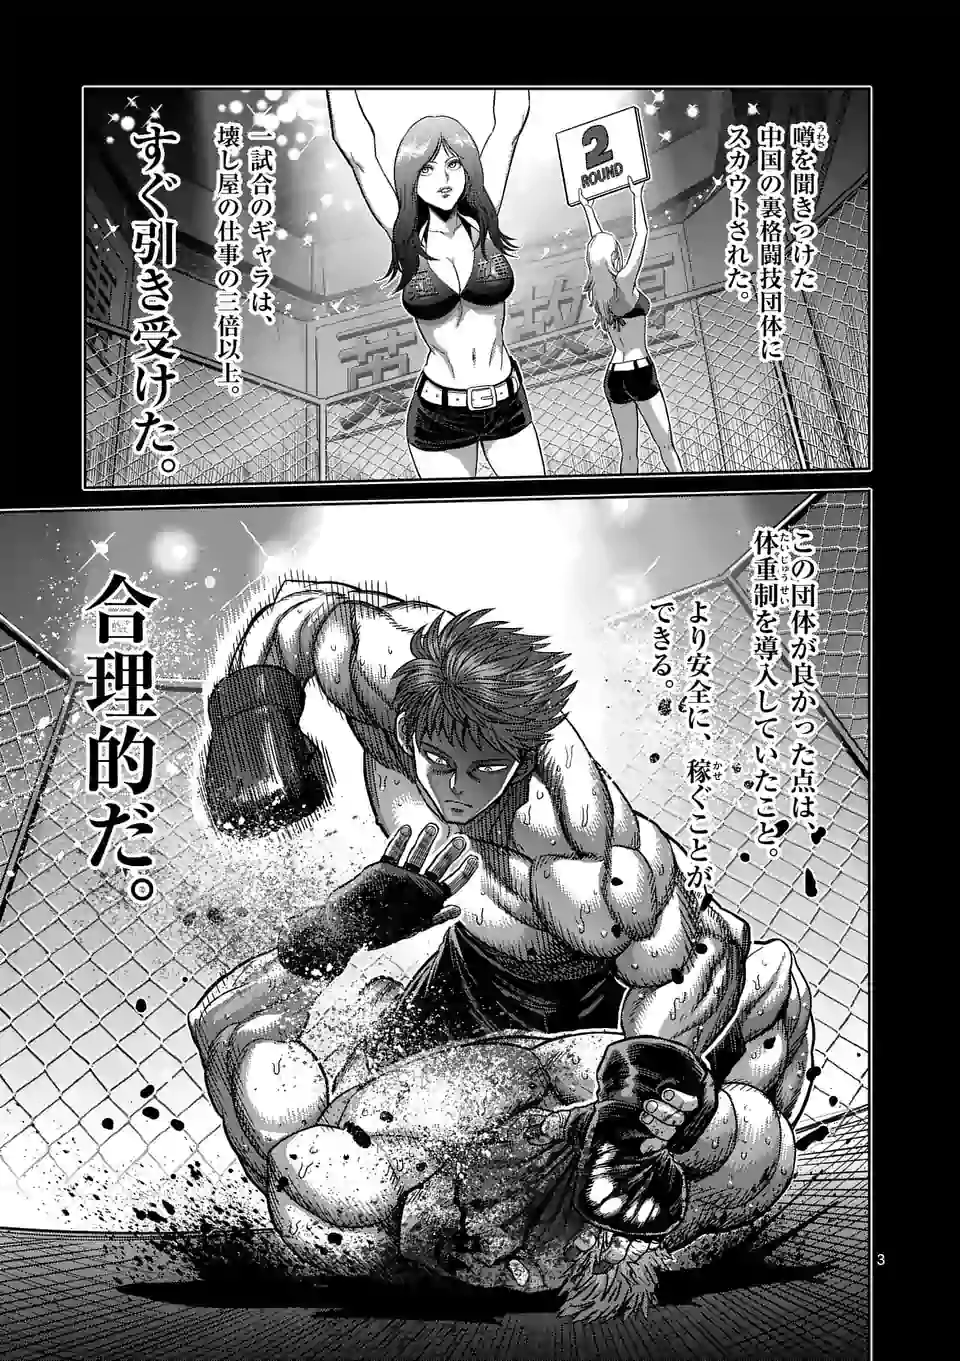 噂を聞きつけた
中国の裏格闘技団体に
スカウトされた。
2
ROUND
一試合のギャラは、
壊し屋の仕事の三倍以上。
すぐ引き受けた。
この団体が良かった点は、
体重制を導入していたこと。
より安全に、稼ぐことが
できる。
合理的だ。
3